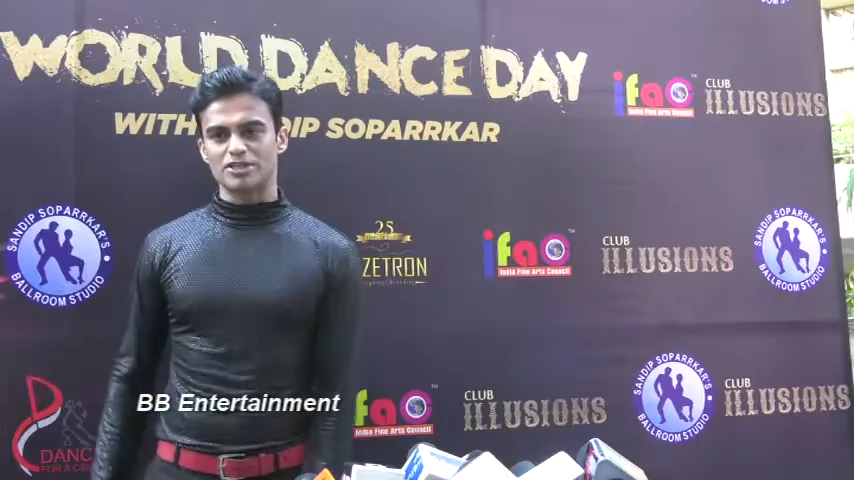 WORLD DANCE DAY
WITH SOPARRKAR
ifac
India Fine Arts Council
CLUB
ILLUSIONS
SANDIP SOPARRKAR'S
BALLROOM STUDIO
25
ZETRON
ifac
India Fine Arts Council
CLUB
ILLUSIONS
SANDIP SOPARRKAR'S
BALLROOM STUDIO
DANC
FOR A C
BB Entertainment
fac
India Fine Arts Council
CLUB
ILLUSIONS
SANDIP SOPARRKAR'S
BALLROOM STUDIO
CLUB
ILLUSIONS